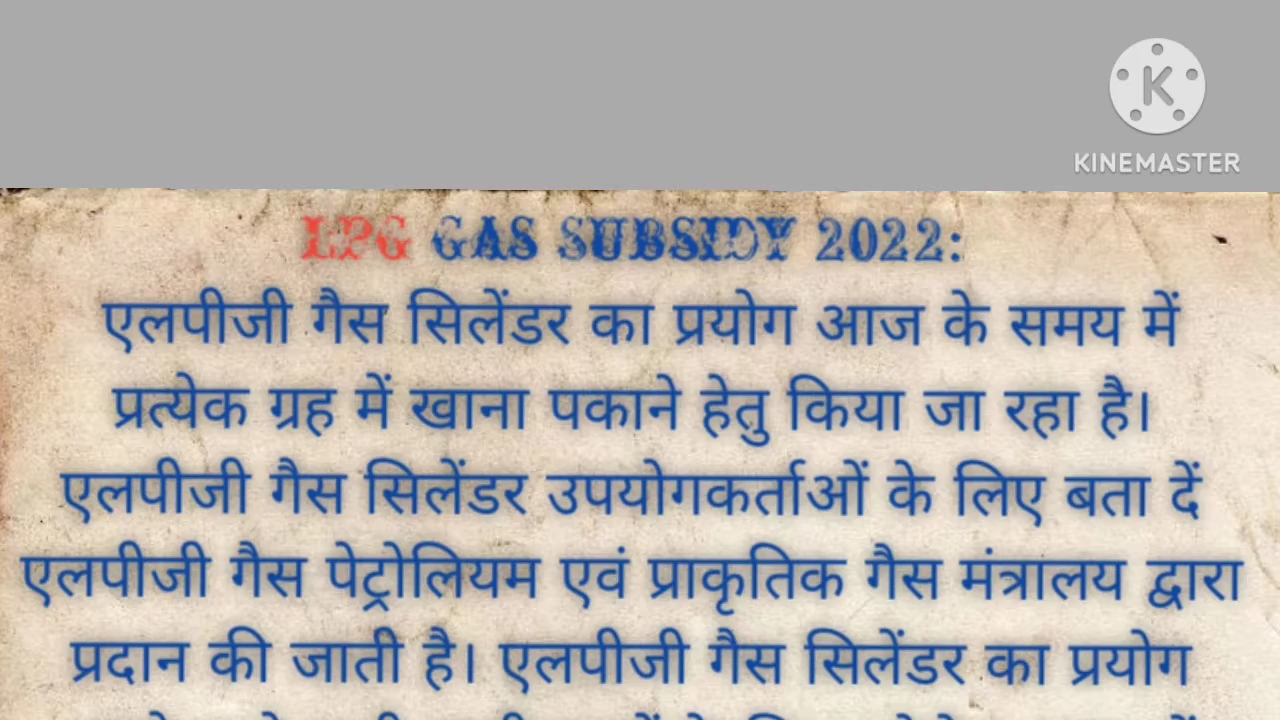 K
KINEMASTER
LPG GAS SUBSIDY 2022:
एलपीजी गैस सिलेंडर का प्रयोग आज के समय में
प्रत्येक ग्रह में खाना पकाने हेतु किया जा रहा है।
एलपीजी गैस सिलेंडर उपयोगकर्ताओं के लिए बता दें
एलपीजी गैस पेट्रोलियम एवं प्राकृतिक गैस मंत्रालय द्वारा
प्रदान की जाती है। एलपीजी गैस सिलेंडर का प्रयोग